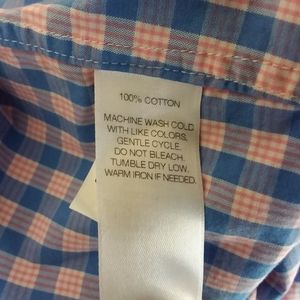 100% COTTON
MACHINE WASH COLD
WITH LIKE COLORS,
GENTLE CYCLE.
DO NOT BLEACH.
TUMBLE DRY LOW.
WARM IRON IF NEEDED.